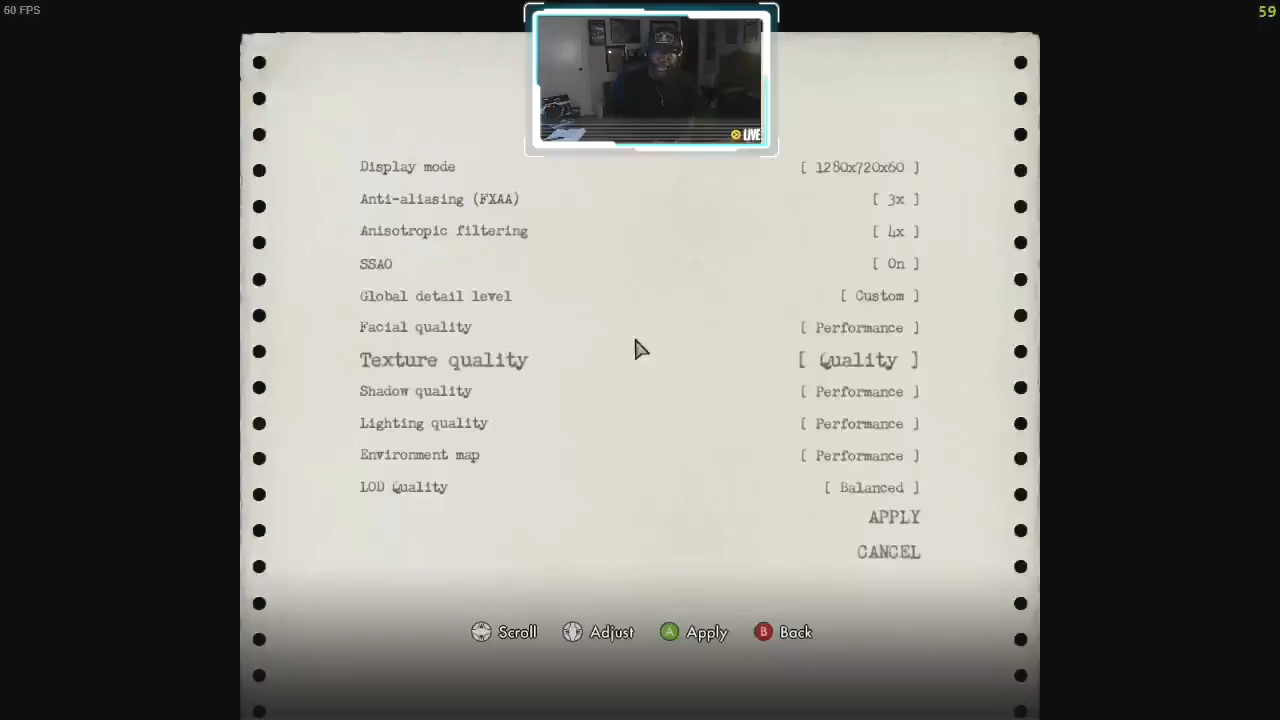 60 FPS
59
LIVE
Display mode [ 1280x720x60 ]
Anti-aliasing (FXAA) [ 3x ]
Anisotropic filtering [ 4x ]
SSAO [ On ]
Global detail level [ Custom ]
Facial quality [ Performance ]
Texture quality [ Quality ]
Shadow quality [ Performance ]
Lighting quality [ Performance ]
Environment map [ Performance ]
LOD Quality [ Balanced ]
APPLY
CANCEL
Scroll Adjust A Apply B Back